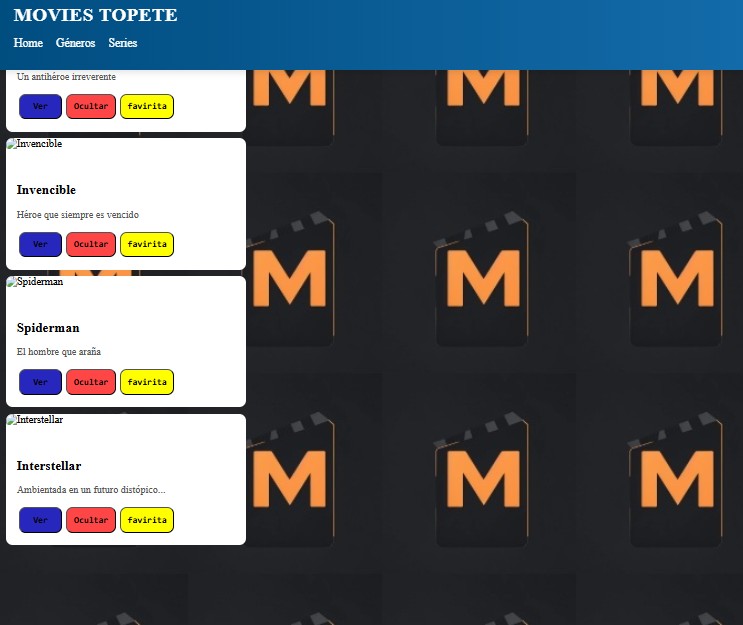 MOVIES TOPETE
Home Géneros Series
Un antihéroe irreverente
Ver Ocultar favirita
Invencible
Invencible
Héroe que siempre es vencido
Ver Ocultar favirita
Spiderman
Spiderman
El hombre que araña
Ver Ocultar favirita
Interstellar
Interstellar
Ambientada en un futuro distópico...
Ver Ocultar favirita
M M M
M M M
M M M